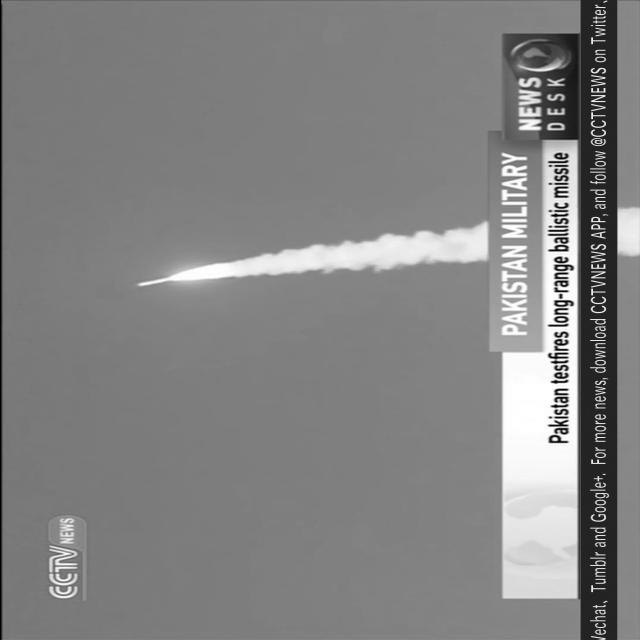 CCTV NEWS
PAKISTAN MILITARY
NEWS
DESK
Pakistan testfires long-range ballistic missile
Wechat, Tumblr and Google+. For more news, download CCTVNEWS APP, and follow @CCTVNEWS on Twitter,